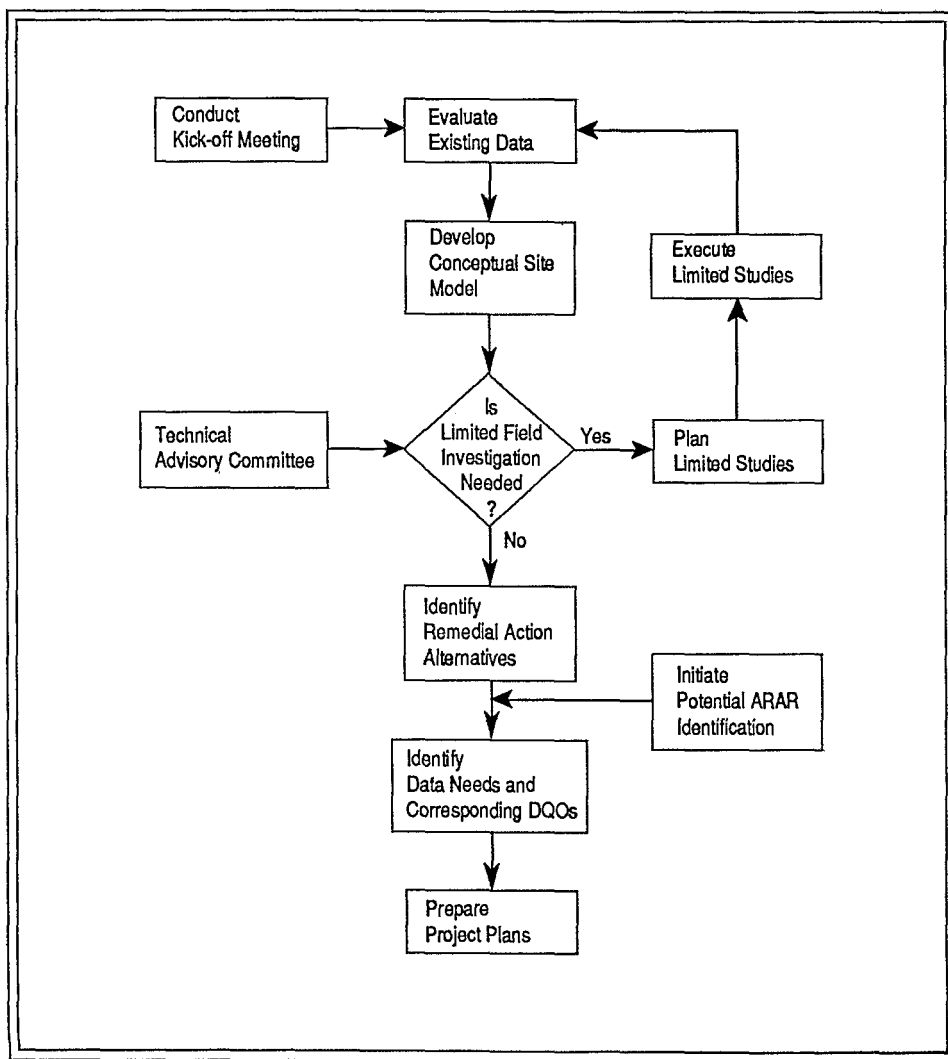 Conduct
Kick-off Meeting
Evaluate
Existing Data
Develop
Conceptual Site
Model
Execute
Limited Studies
Technical
Advisory Committee
Is
Limited Field
Investigation
Needed
?
Yes
Plan
Limited Studies
No
Identify
Remedial Action
Alternatives
Initiate
Potential ARAR
Identification
Identify
Data Needs and
Corresponding DQOs
Prepare
Project Plans